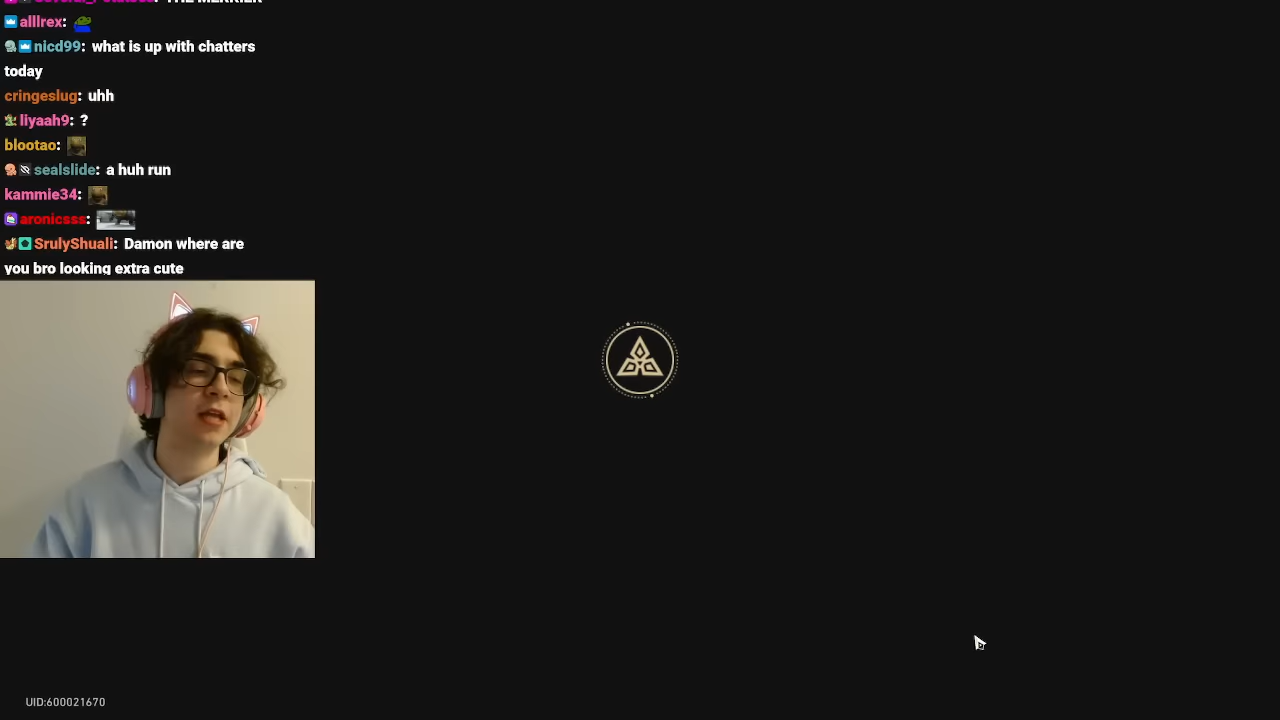 alllrex:
nicd99: what is up with chatters
today
cringeslug: uhh
liyaah9: ?
blootao:
sealslide: a huh run
kammie34:
aronicsss:
SrulyShuali: Damon where are
you bro looking extra cute
UID:600021670